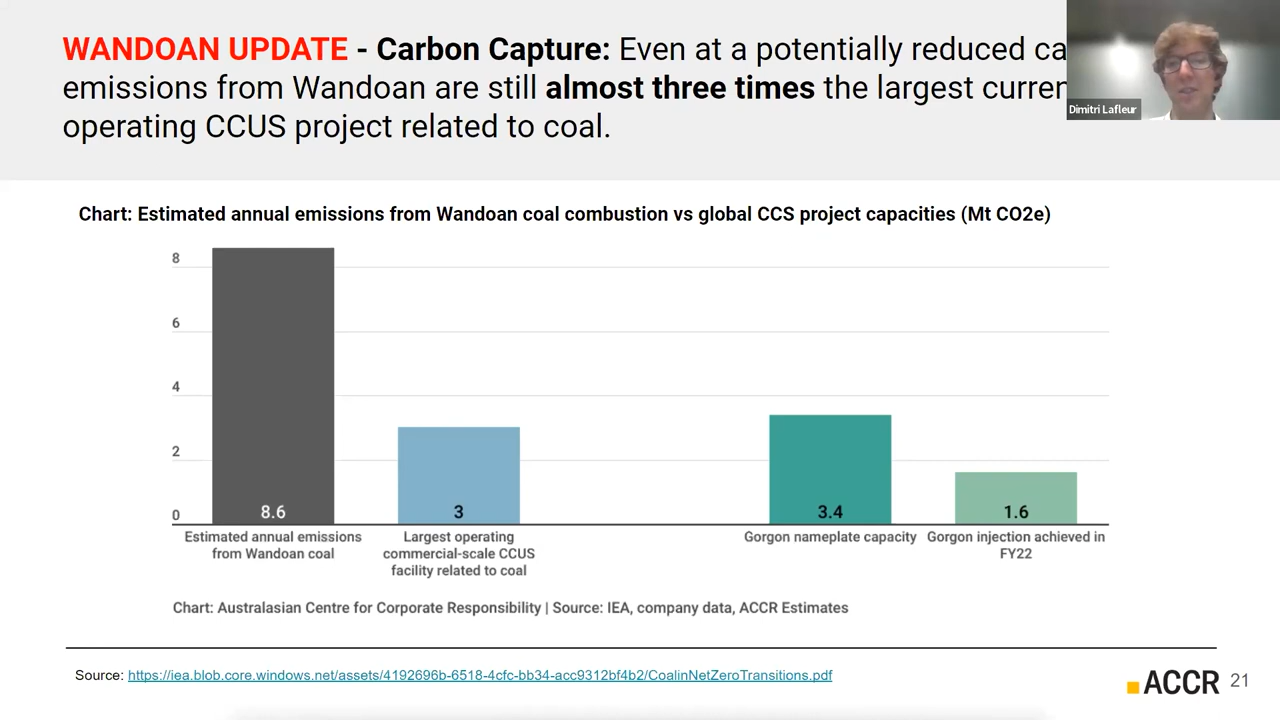 WANDOAN UPDATE - Carbon Capture: Even at a potentially reduced
emissions from Wandoan are still almost three times the largest
operating CCUS project related to coal.
Dimitri Lafleur
Chart: Estimated annual emissions from Wandoan coal combustion vs global CCS project capacities (Mt CO2e)
8
6
4
2
0
8.6
3
3.4
1.6
Estimated annual emissions
from Wandoan coal
Largest operating
commercial-scale CCUS
facility related to coal
Gorgon nameplate capacity
Gorgon injection achieved in
FY22
Chart: Australasian Centre for Corporate Responsibility | Source: IEA, company data, ACCR Estimates
Source: https://iea.blob.core.windows.net/assets/4192696b-6518-4cfc-bb34-acc9312bf4b2/CoalinNetZeroTransitions.pdf
ACCR 21